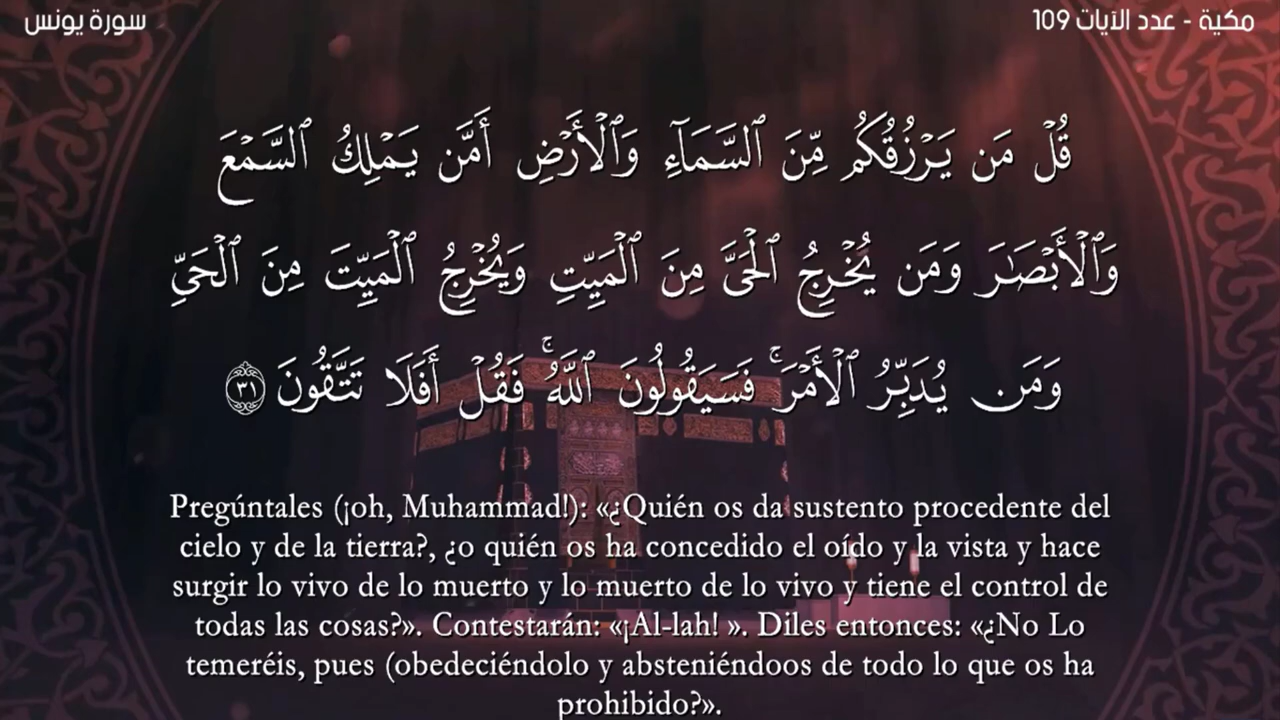 سورة يونس
مكية - عدد الآيات 109
قُلْ مَن يَرْزُقُكُم مِّنَ ٱلسَّمَآءِ وَٱلْأَرْضِ أَمَّن يَمْلِكُ ٱلسَّمْعَ
وَٱلْأَبْصَـٰرَ وَمَن يُخْرِجُ ٱلْحَىَّ مِنَ ٱلْمَيِّتِ وَيُخْرِجُ ٱلْمَيِّتَ مِنَ ٱلْحَىِّ
وَمَن يُدَبِّرُ ٱلْأَمْرَ ۚ فَسَيَقُولُونَ ٱللَّهُ ۚ فَقُلْ أَفَلَا تَتَّقُونَ ٣١
Pregúntales (¡oh, Muhammad!): «¿Quién os da sustento procedente del
cielo y de la tierra?, ¿o quién os ha concedido el oído y la vista y hace
surgir lo vivo de lo muerto y lo muerto de lo vivo y tiene el control de
todas las cosas?». Contestarán: «¡Al-lah! ». Diles entonces: «¿No Lo
temeréis, pues (obedeciéndolo y absteniéndoos de todo lo que os ha
prohibido?».